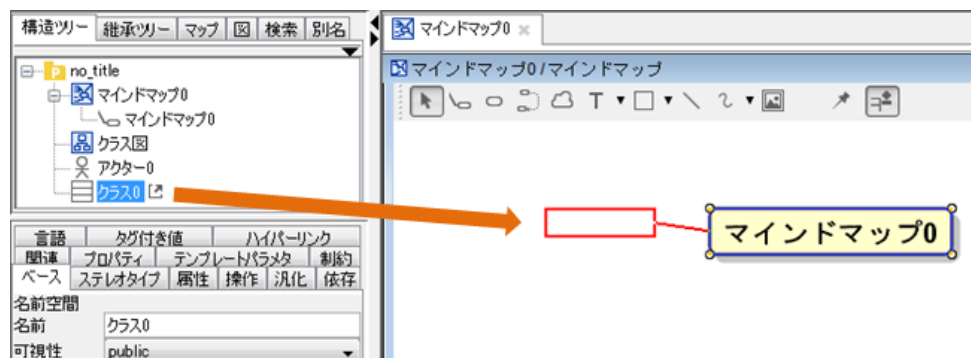 構造ツリー 継承ツリー マップ 図 検索 別名
no_title
マインドマップ0
マインドマップ0
クラス図
アクター0
クラス0
言語 タグ付き値 ハイパーリンク
関連 プロパティ テンプレートパラメタ 制約
ベース ステレオタイプ 属性 操作 汎化 依存
名前空間
名前 クラス0
可視性 public
マインドマップ0
マインドマップ0/マインドマップ
T
マインドマップ0